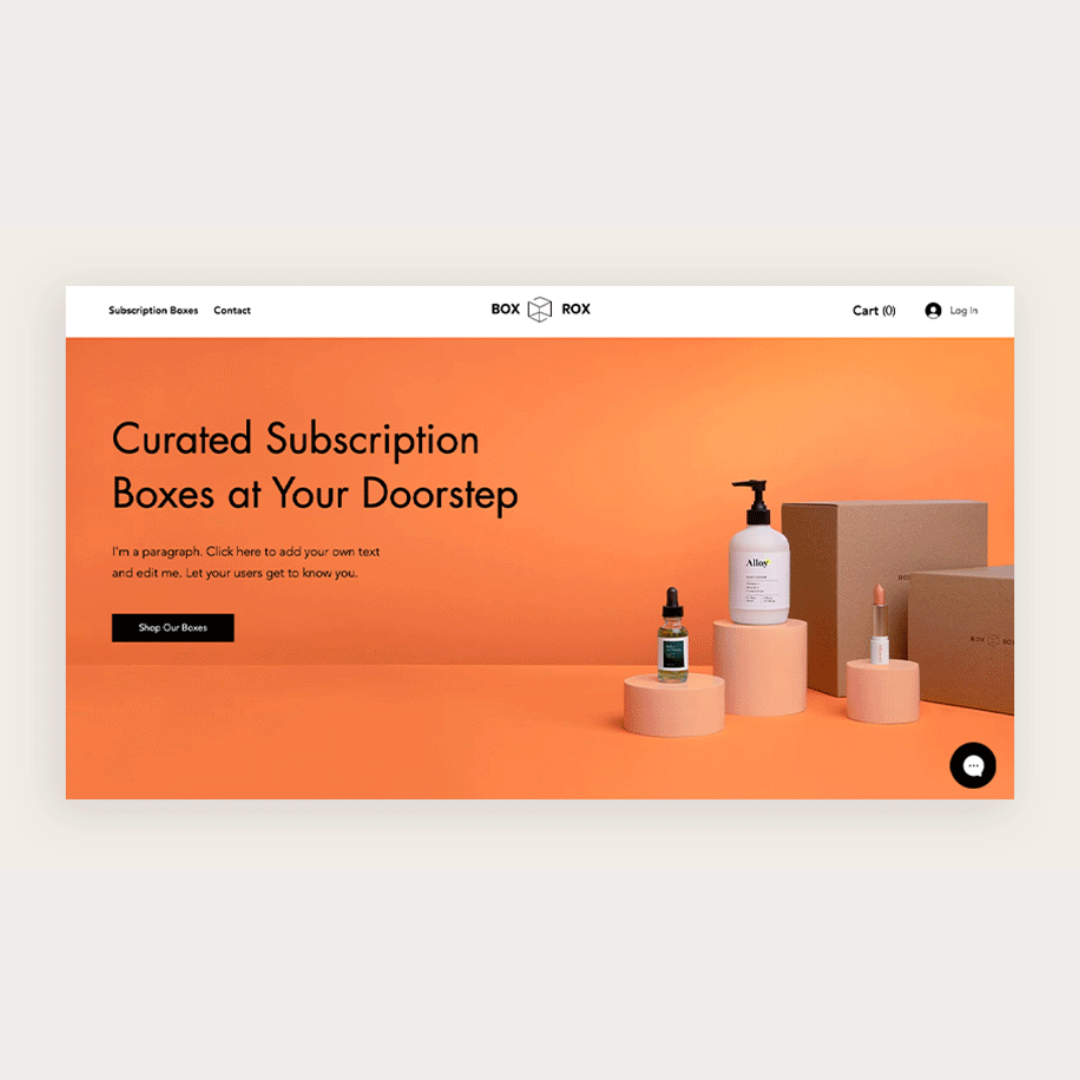 Subscription Boxes Contact BOX ROX Cart (0) Log In
Curated Subscription
Boxes at Your Doorstep
I'm a paragraph. Click here to add your own text
and edit me. Let your users get to know you.
Shop Our Boxes
Alloy